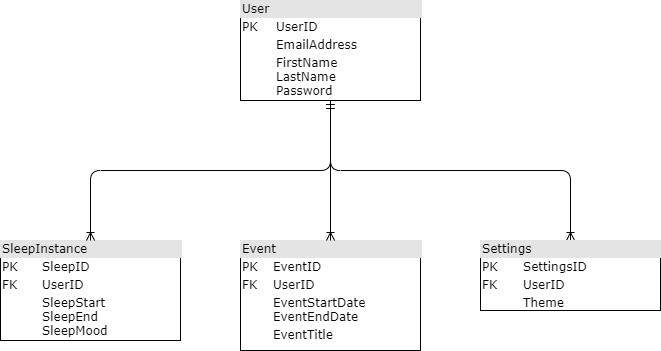 User
PK UserID
EmailAddress
FirstName
LastName
Password
SleepInstance
PK SleepID
FK UserID
SleepStart
SleepEnd
SleepMood
Event
PK EventID
FK UserID
EventStartDate
EventEndDate
EventTitle
Settings
PK SettingsID
FK UserID
Theme